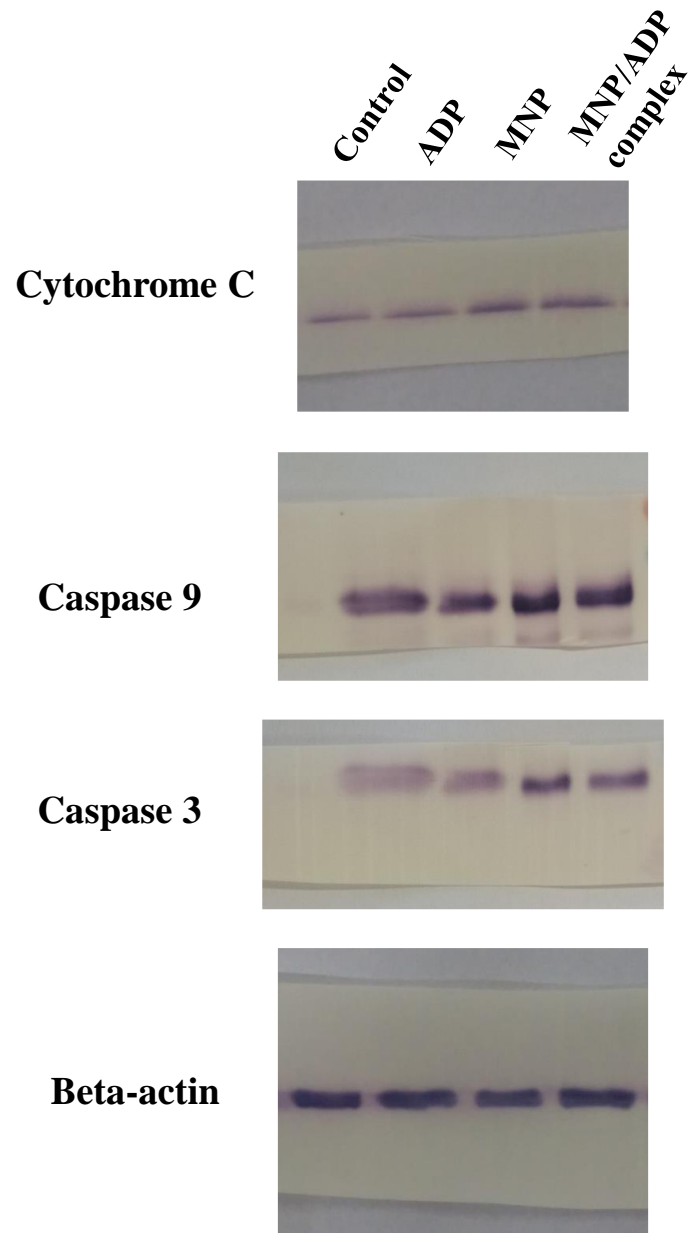 Control
ADP
MNP
MNP/ADP
complex
Cytochrome C
Caspase 9
Caspase 3
Beta-actin